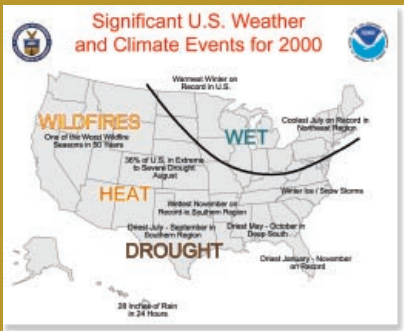 Significant U.S. Weather
and Climate Events for 2000
Warmest Winter on
Record in U.S.
WILDFIRES
One of the Worst Wildfire
Seasons in 50 Years
WET
Coolest July on Record in
Northeast Region
36% of U.S. in Extreme
to Severe Drought
August
HEAT
Winter Ice / Snow Storms
Wettest November on
Record in Southern Region
Driest July - September in
Southern Region
Driest May - October in
Deep South
DROUGHT
Driest January - November
on Record
28 Inches of Rain
in 24 Hours